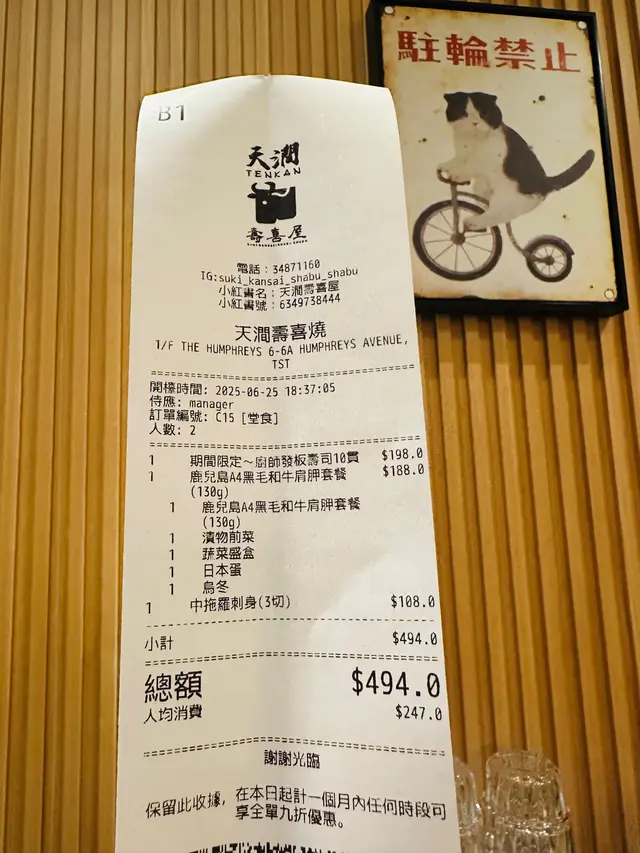 駐輪禁止
B1
天潤
TENKAN
壽喜屋
電話：34871160
IG:suki_kansai_shabu_shabu
小紅書名：天潤壽喜屋
小紅書號：6349738444
天潤壽喜燒
1/F THE HUMPHREYS 6-6A HUMPHREYS AVENUE,
TST
開檯時間: 2025-06-25 18:37:05
侍應: manager
訂單編號: C15 [堂食]
人數: 2
1 期間限定～廚師發板壽司10貫 $198.0
1 鹿兒島A4黑毛和牛肩胛套餐 $188.0
(130g)
1 鹿兒島A4黑毛和牛肩胛套餐
(130g)
1 漬物前菜
1 蔬菜盛盒
1 日本蛋
1 烏冬
1 中拖羅刺身(3切) $108.0
小計 $494.0
總額 $494.0
人均消費 $247.0
謝謝光臨
保留此收據，在本日起計一個月內任何時段可
享全單九折優惠。